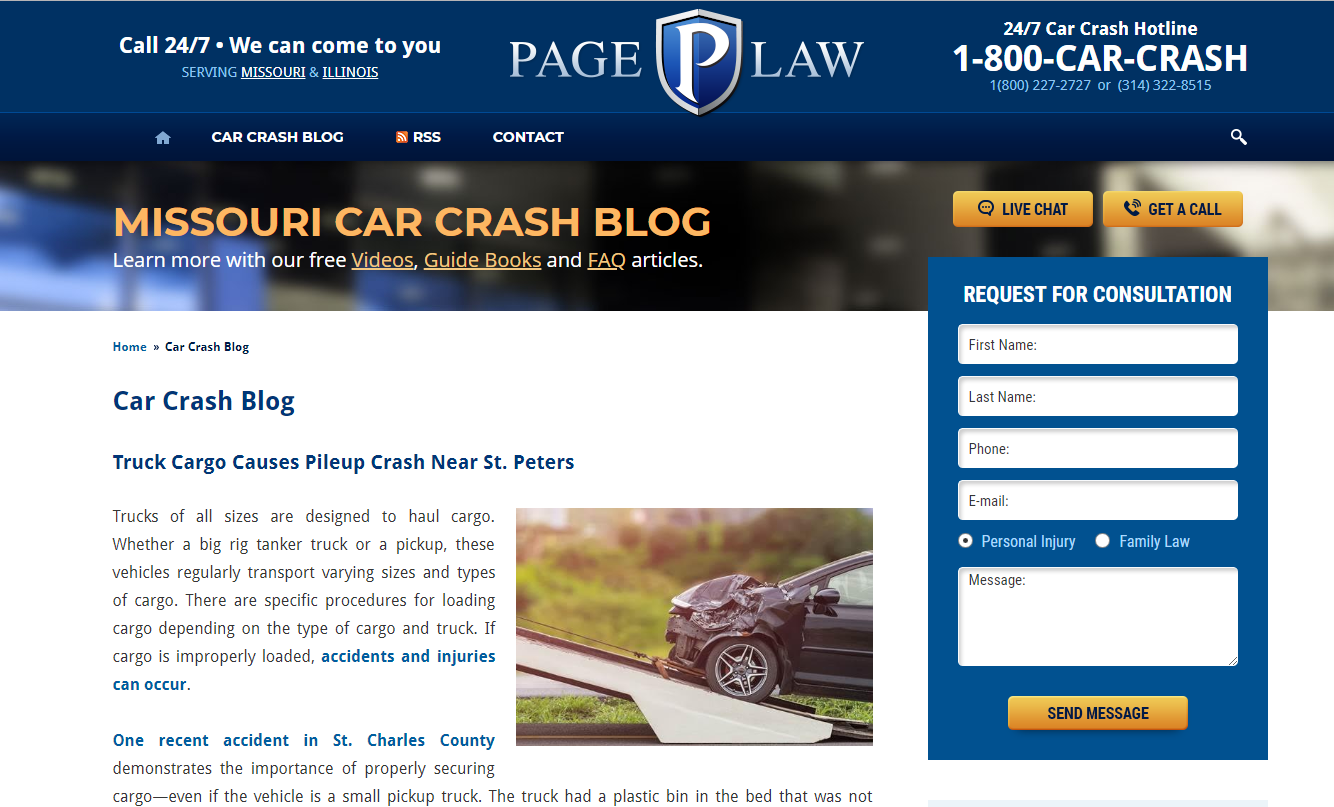 Call 24/7 • We can come to you
SERVING MISSOURI & ILLINOIS
PAGE P LAW
24/7 Car Crash Hotline
1-800-CAR-CRASH
1(800) 227-2727 or (314) 322-8515
CAR CRASH BLOG
RSS
CONTACT
MISSOURI CAR CRASH BLOG
Learn more with our free Videos, Guide Books and FAQ articles.
LIVE CHAT
GET A CALL
Home » Car Crash Blog
Car Crash Blog
Truck Cargo Causes Pileup Crash Near St. Peters
Trucks of all sizes are designed to haul cargo.
Whether a big rig tanker truck or a pickup, these
vehicles regularly transport varying sizes and types
of cargo. There are specific procedures for loading
cargo depending on the type of cargo and truck. If
cargo is improperly loaded, accidents and injuries
can occur.
One recent accident in St. Charles County
demonstrates the importance of properly securing
cargo—even if the vehicle is a small pickup truck. The truck had a plastic bin in the bed that was not
REQUEST FOR CONSULTATION
First Name:
Last Name:
Phone:
E-mail:
Personal Injury
Family Law
Message:
SEND MESSAGE